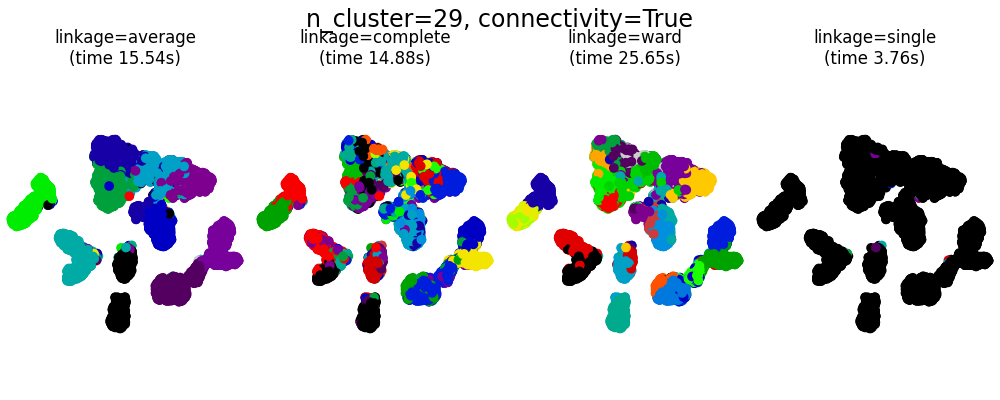 n_cluster=29, connectivity=True
linkage=average
(time 15.54s)
linkage=complete
(time 14.88s)
linkage=ward
(time 25.65s)
linkage=single
(time 3.76s)